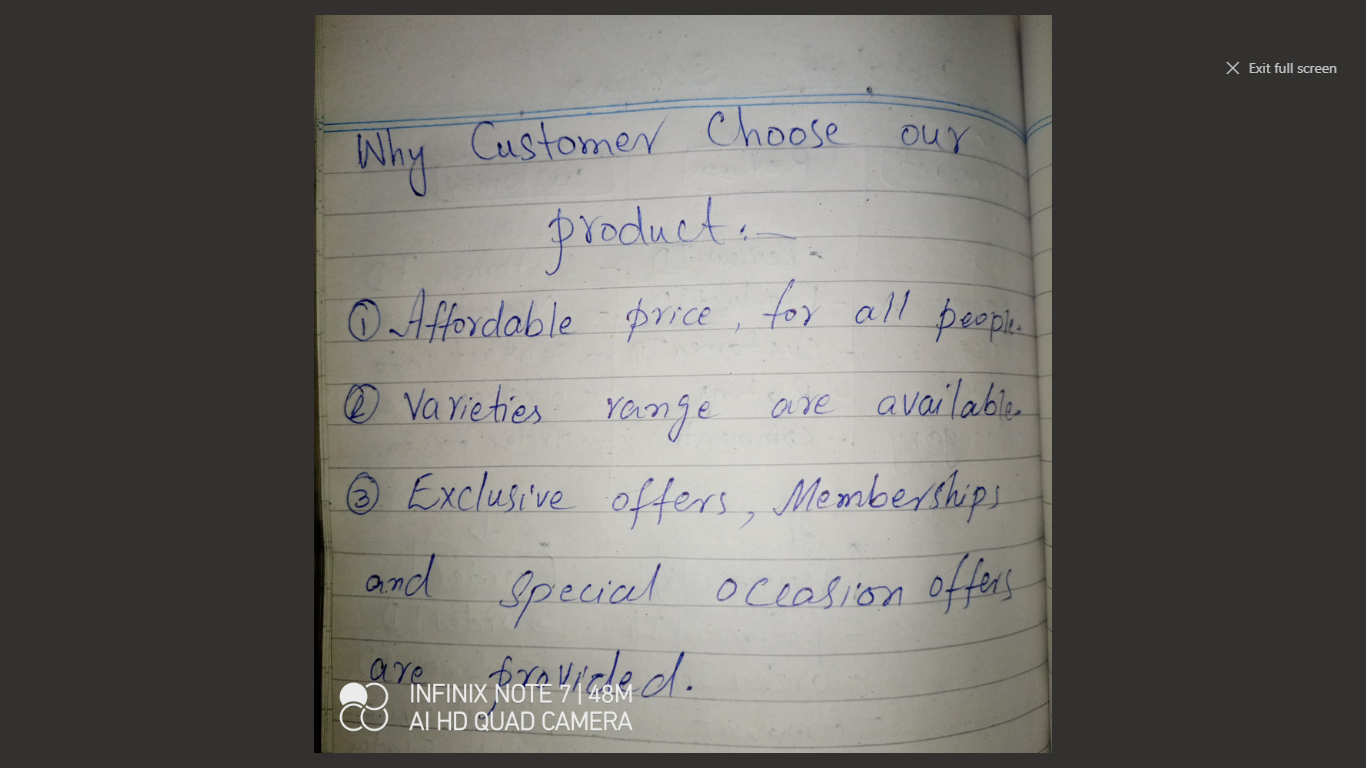 Exit full screen
Why Customer Choose our
product :—
① Affordable price, for all people.
② Varieties range are available.
③ Exclusive offers, Memberships
and special occasion offers
are provided.
INFINIX NOTE 7 | 48M
AI HD QUAD CAMERA